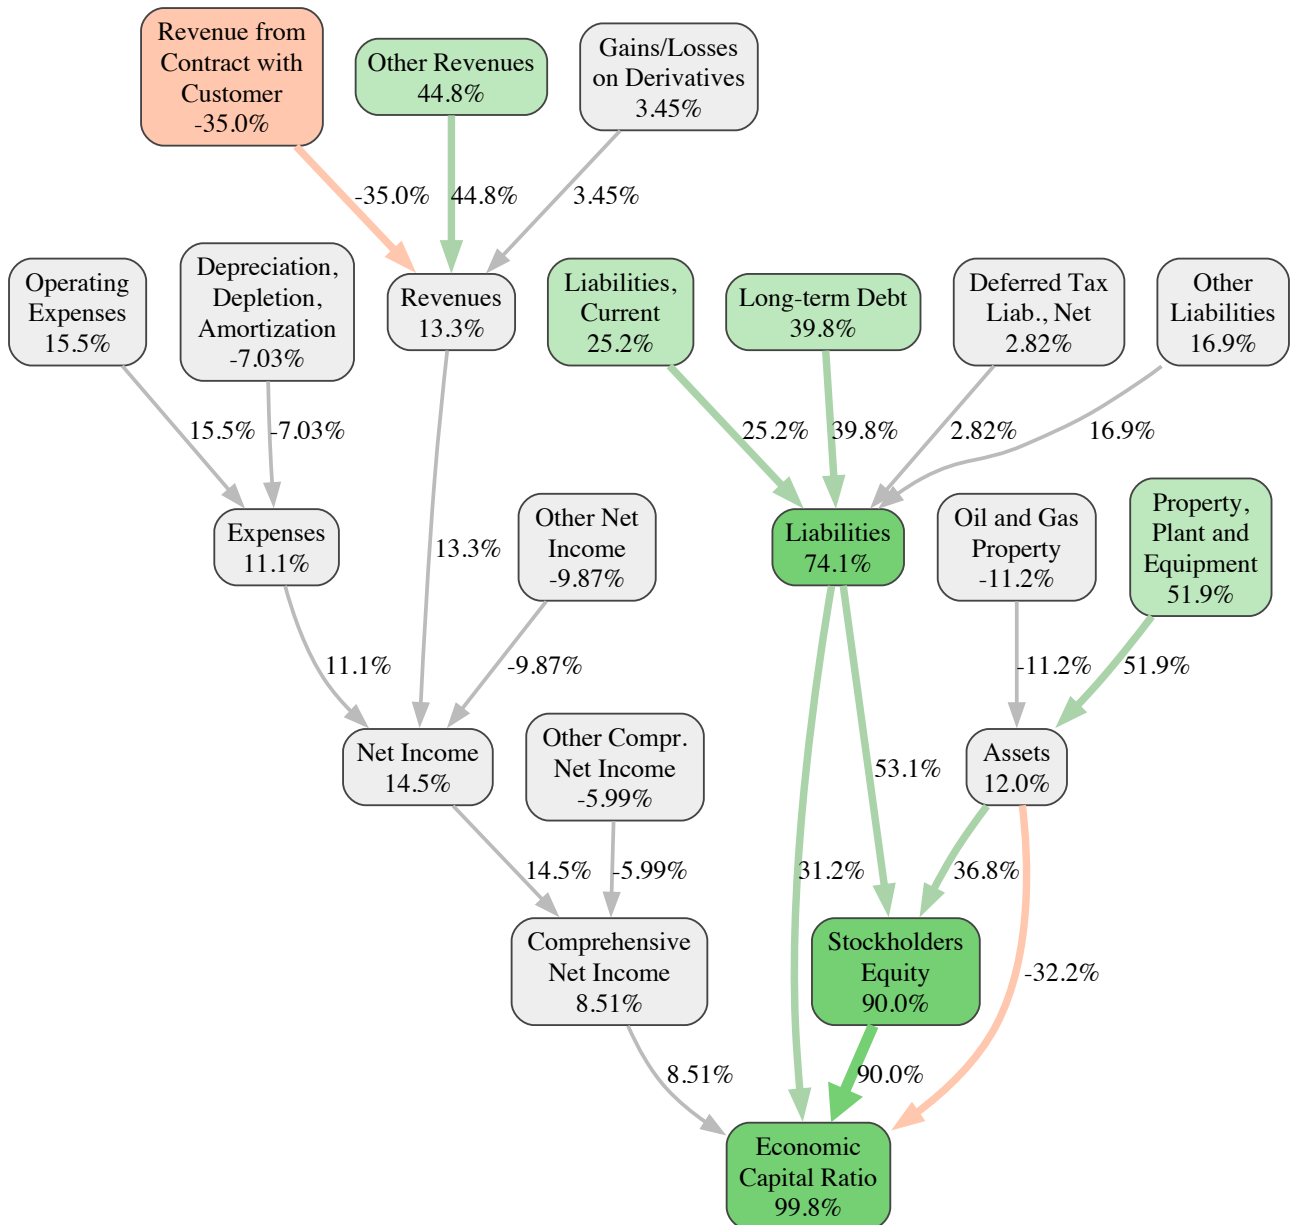 Revenue from
Contract with
Customer
-35.0%
Other Revenues
44.8%
Gains/Losses
on Derivatives
3.45%
-35.0%
44.8%
3.45%
Operating
Expenses
15.5%
Depreciation,
Depletion,
Amortization
-7.03%
Revenues
13.3%
Liabilities,
Current
25.2%
Long-term Debt
39.8%
Deferred Tax
Liab., Net
2.82%
Other
Liabilities
16.9%
15.5%
-7.03%
25.2%
39.8%
2.82%
16.9%
Expenses
11.1%
13.3%
Other Net
Income
-9.87%
Liabilities
74.1%
Oil and Gas
Property
-11.2%
Property,
Plant and
Equipment
51.9%
11.1%
-9.87%
-11.2%
51.9%
Net Income
14.5%
Other Compr.
Net Income
-5.99%
53.1%
Assets
12.0%
14.5%
-5.99%
31.2%
36.8%
Comprehensive
Net Income
8.51%
Stockholders
Equity
90.0%
-32.2%
8.51%
90.0%
Economic
Capital Ratio
99.8%